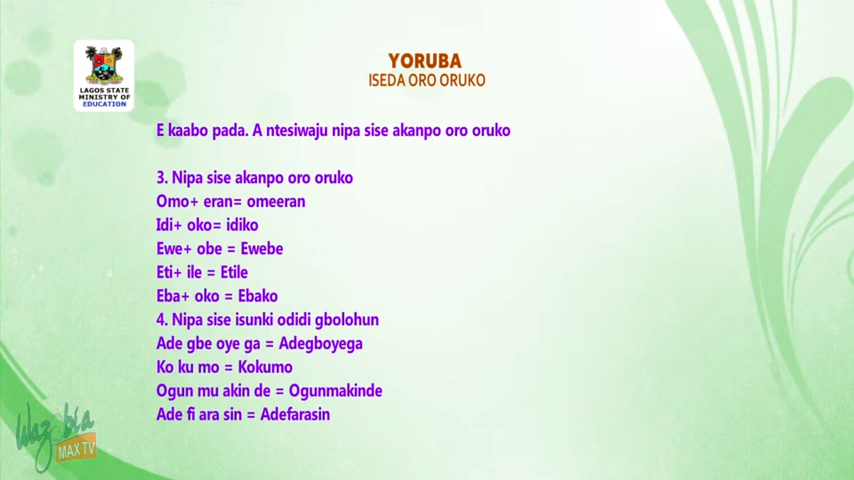 LAGOS STATE
MINISTRY OF
EDUCATION
YORUBA
ISEDA ORO ORUKO
E kaabo pada. A ntesiwaju nipa sise akanpo oro oruko
3. Nipa sise akanpo oro oruko
Omo+ eran= omeeran
Idi+ oko= idiko
Ewe+ obe = Ewebe
Eti+ ile = Etile
Eba+ oko = Ebako
4. Nipa sise isunki odidi gbolohun
Ade gbe oye ga = Adegboyega
Ko ku mo = Kokumo
Ogun mu akin de = Ogunmakinde
Ade fi ara sin = Adefarasin
Wazobia
MAX TV